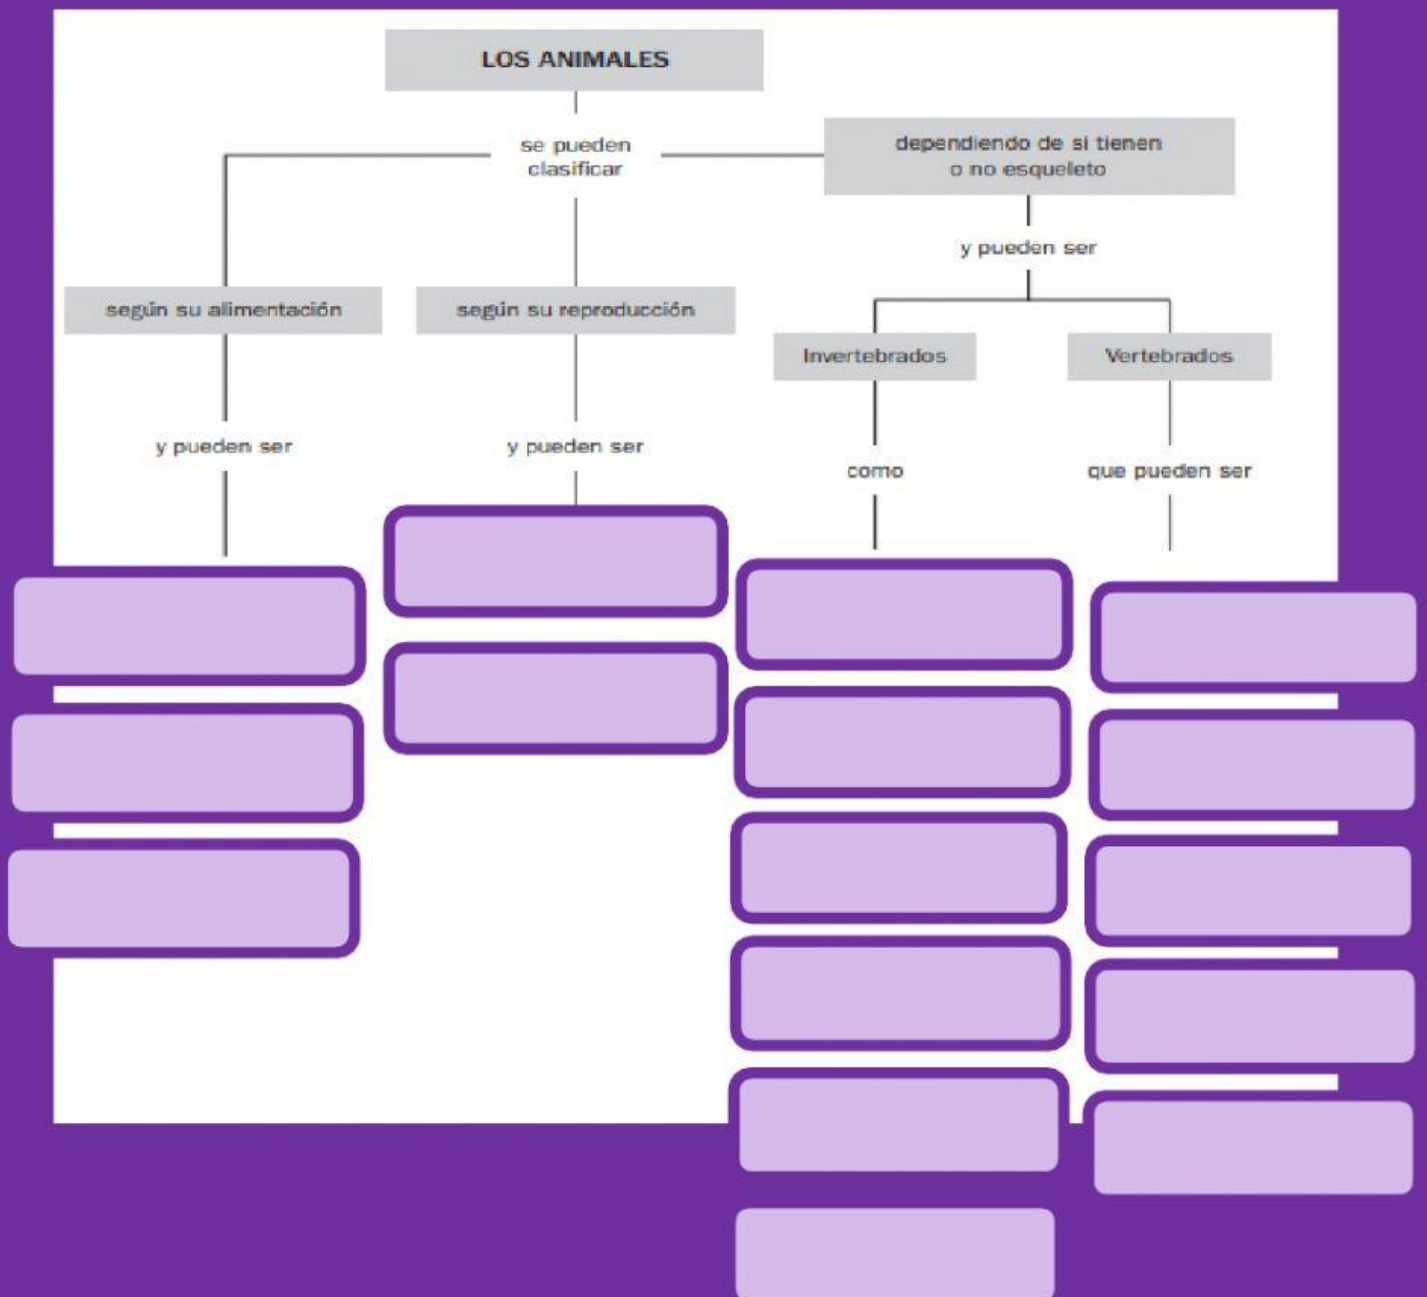 LOS ANIMALES
se pueden
clasificar
dependiendo de si tienen
o no esqueleto
y pueden ser
según su alimentación
según su reproducción
Invertebrados
Vertebrados
y pueden ser
y pueden ser
como
que pueden ser